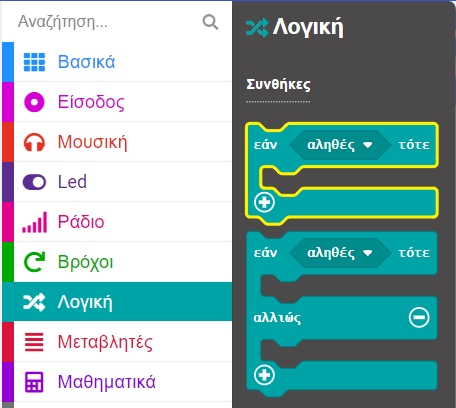 Αναζήτηση...
Βασικά
Είσοδος
Μουσική
Led
Ράδιο
Βρόχοι
Λογική
Μεταβλητές
Μαθηματικά
Λογική
Συνθήκες
εάν αληθές τότε
εάν αληθές τότε
αλλιώς